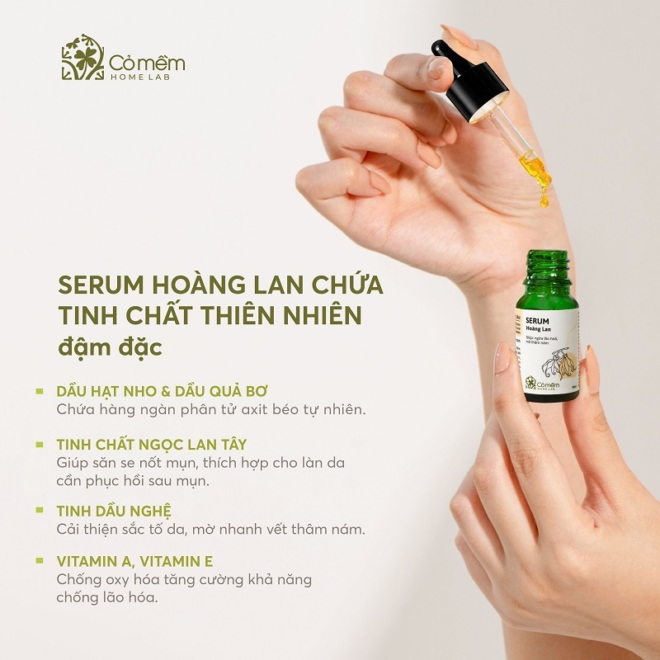 Cỏ mềm
HOME LAB
SERUM HOÀNG LAN CHỨA
TINH CHẤT THIÊN NHIÊN
đậm đặc
DẦU HẠT NHO & DẦU QUẢ BƠ
Chứa hàng ngàn phân tử axit béo tự nhiên.
TINH CHẤT NGỌC LAN TÂY
Giúp săn se nốt mụn, thích hợp cho làn da
cần phục hồi sau mụn.
TINH DẦU NGHỆ
Cải thiện sắc tố da, mờ nhanh vết thâm nám.
VITAMIN A, VITAMIN E
Chống oxy hóa tăng cường khả năng
chống lão hóa.
SERUM
Hoàng Lan
Cỏ mềm
HOME LAB